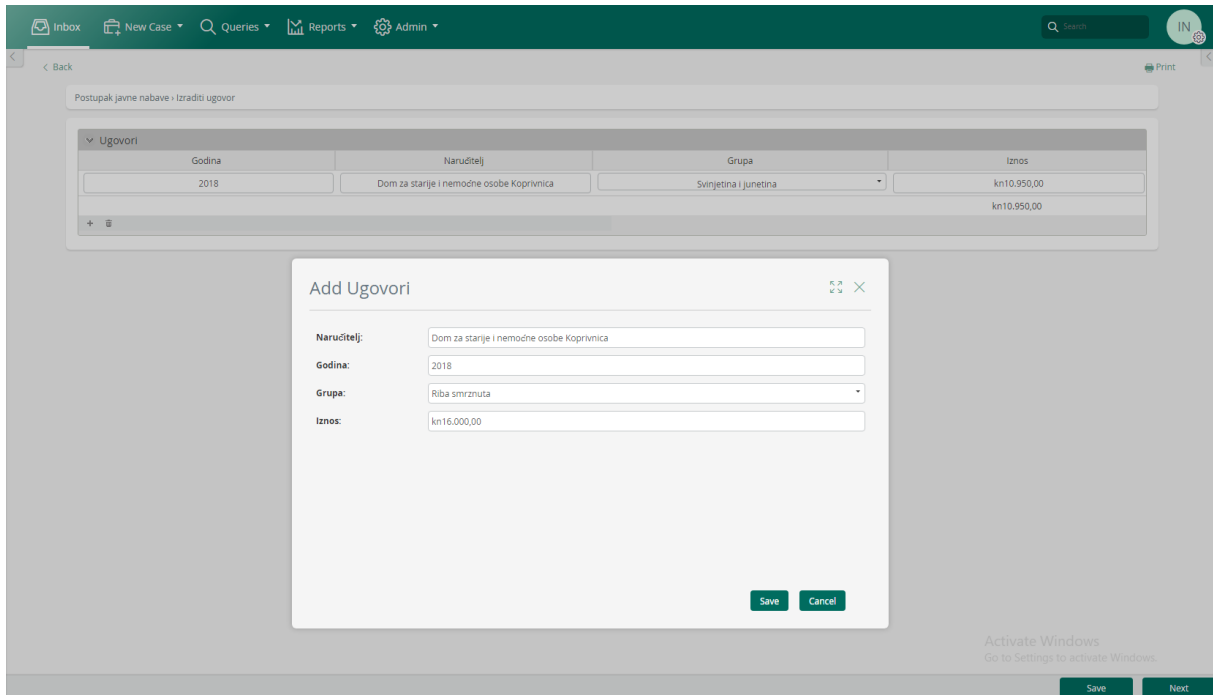 Inbox New Case Queries Reports Admin Search IN
Back Print
Postupak javne nabave › Izraditi ugovor
Ugovori
Godina Naručitelj Grupa Iznos
2018 Dom za starije i nemoćne osobe Koprivnica Svinjetina i junetina kn10.950,00
kn10.950,00
Add Ugovori
Naručitelj: Dom za starije i nemoćne osobe Koprivnica
Godina: 2018
Grupa: Riba smrznuta
Iznos: kn16.000,00
Save Cancel
Activate Windows
Go to Settings to activate Windows.
Save Next